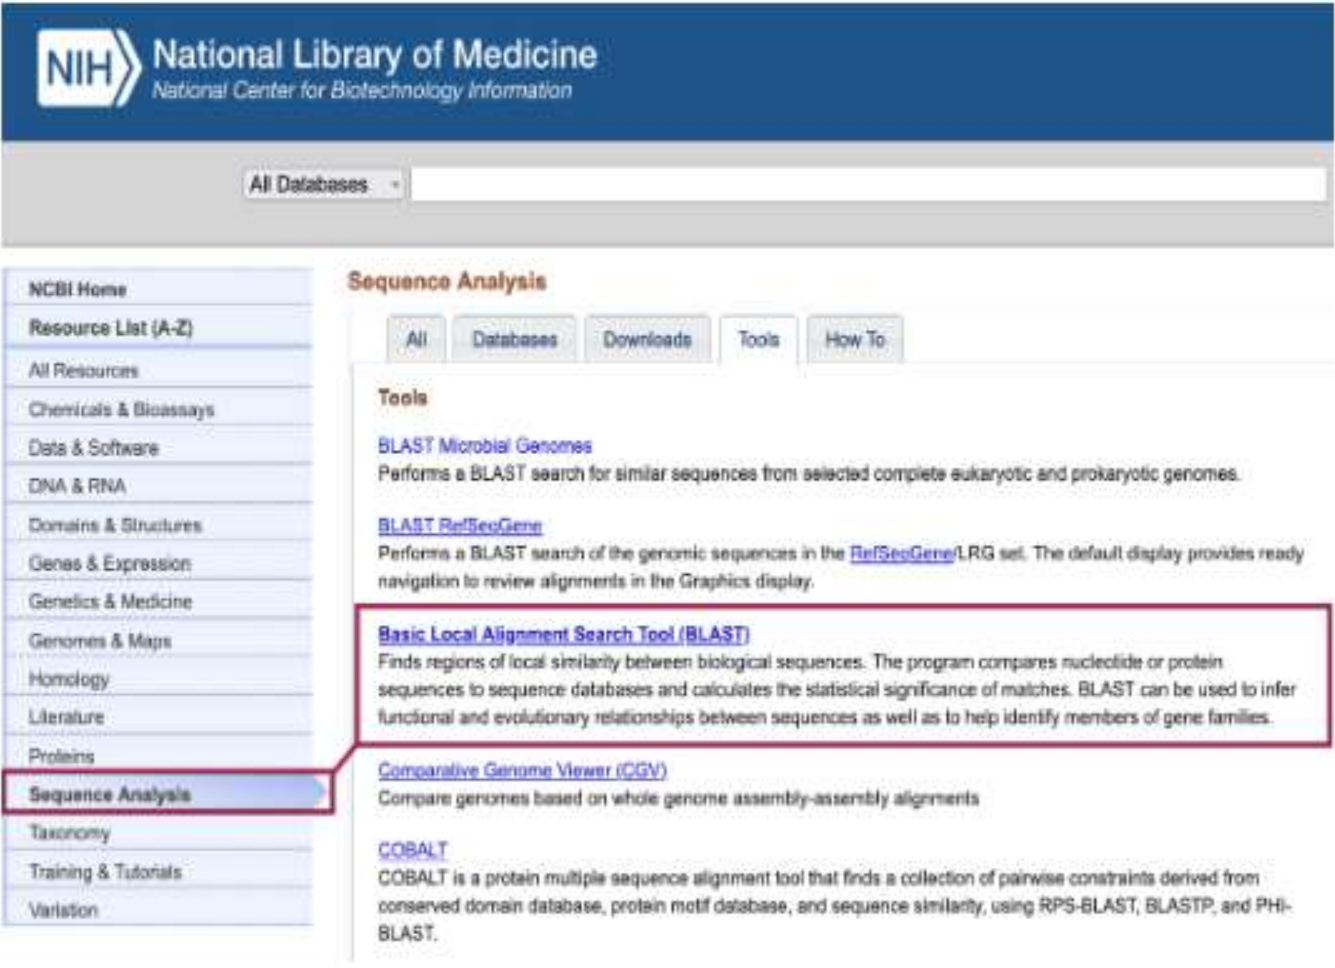 NIH
National Library of Medicine
National Center for Biotechnology Information
All Databases
NCBI Home
Resource List (A-Z)
All Resources
Chemicals & Bioassays
Data & Software
DNA & RNA
Domains & Structures
Genes & Expression
Genetics & Medicine
Genomes & Maps
Homology
Literature
Proteins
Sequence Analysis
Taxonomy
Training & Tutorials
Variation
Sequence Analysis
All Databases Downloads Tools How To
Tools
BLAST Microbial Genomes
Performs a BLAST search for similar sequences from selected complete eukaryotic and prokaryotic genomes.
BLAST RefSeqGene
Performs a BLAST search of the genomic sequences in the RefSeqGene/LRG set. The default display provides ready
navigation to review alignments in the Graphics display.
Basic Local Alignment Search Tool (BLAST)
Finds regions of local similarity between biological sequences. The program compares nucleotide or protein
sequences to sequence databases and calculates the statistical significance of matches. BLAST can be used to infer
functional and evolutionary relationships between sequences as well as to help identify members of gene families.
Comparative Genome Viewer (CGV)
Compare genomes based on whole genome assembly-assembly alignments
COBALT
COBALT is a protein multiple sequence alignment tool that finds a collection of pairwise constraints derived from
conserved domain database, protein motif database, and sequence similarity, using RPS-BLAST, BLASTP, and PHI-
BLAST.